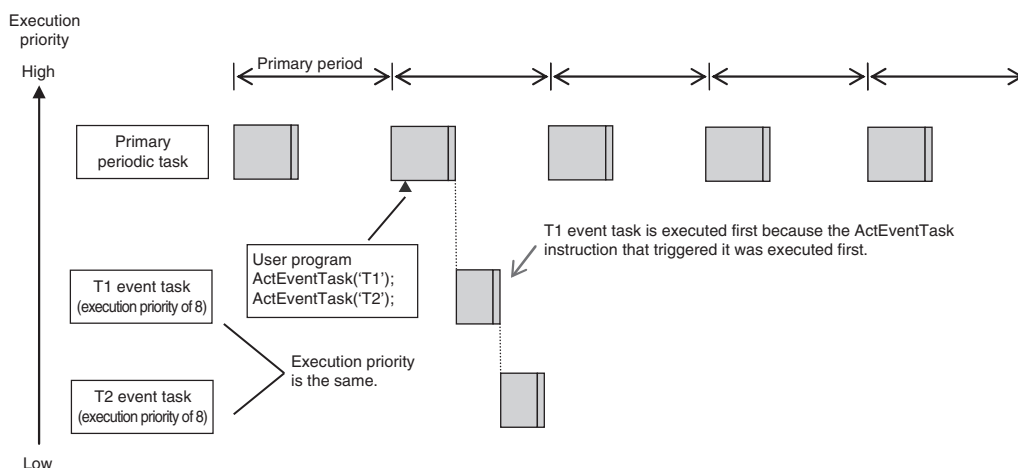 Execution
priority
High
Primary period
Primary
periodic task
User program
ActEventTask(‘T1’);
ActEventTask(‘T2’);
T1 event task is executed first because the ActEventTask
instruction that triggered it was executed first.
T1 event task
(execution priority of 8)
Execution priority
is the same.
T2 event task
(execution priority of 8)
Low